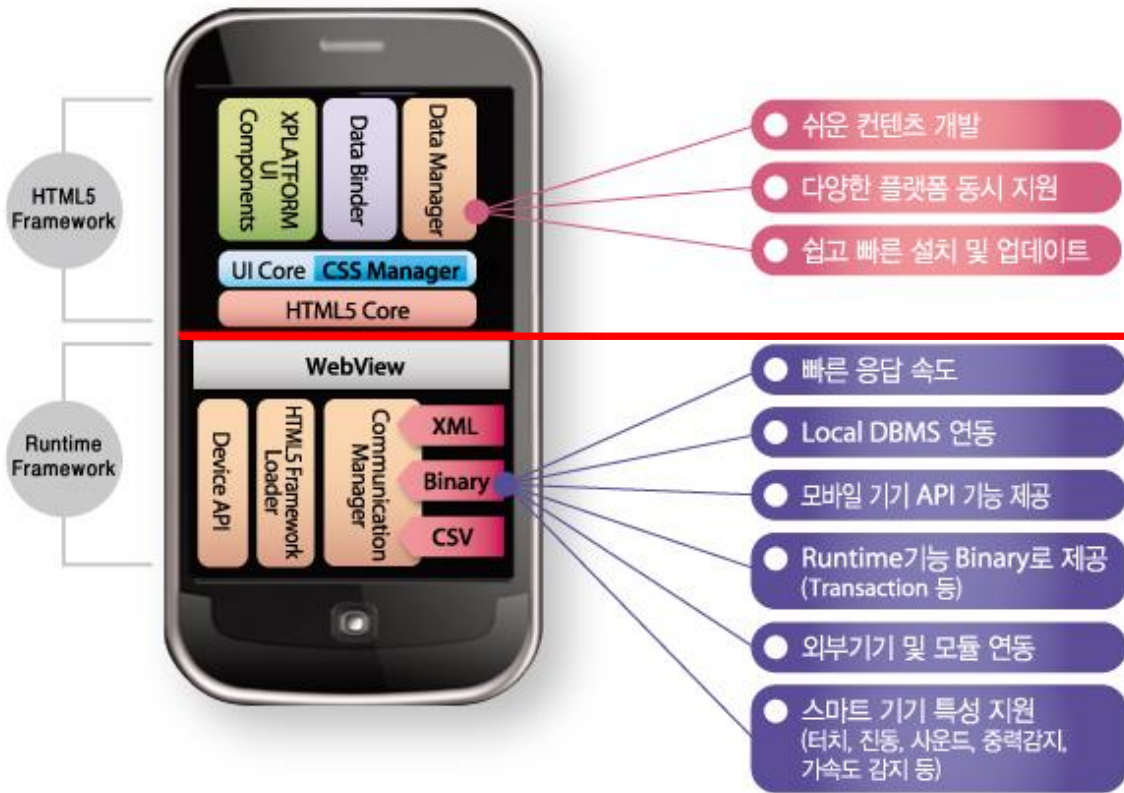 HTML5
Framework
XPLATFORM
UI
Components
Data Binder
Data Manager
UI Core
CSS Manager
HTML5 Core
쉬운 컨텐츠 개발
다양한 플랫폼 동시 지원
쉽고 빠른 설치 및 업데이트
Runtime
Framework
WebView
Device API
HTML5 Framework
Loader
Communication
Manager
XML
Binary
CSV
빠른 응답 속도
Local DBMS 연동
모바일 기기 API 기능 제공
Runtime기능 Binary로 제공
(Transaction 등)
외부기기 및 모듈 연동
스마트 기기 특성 지원
(터치, 진동, 사운드, 중력감지,
가속도 감지 등)